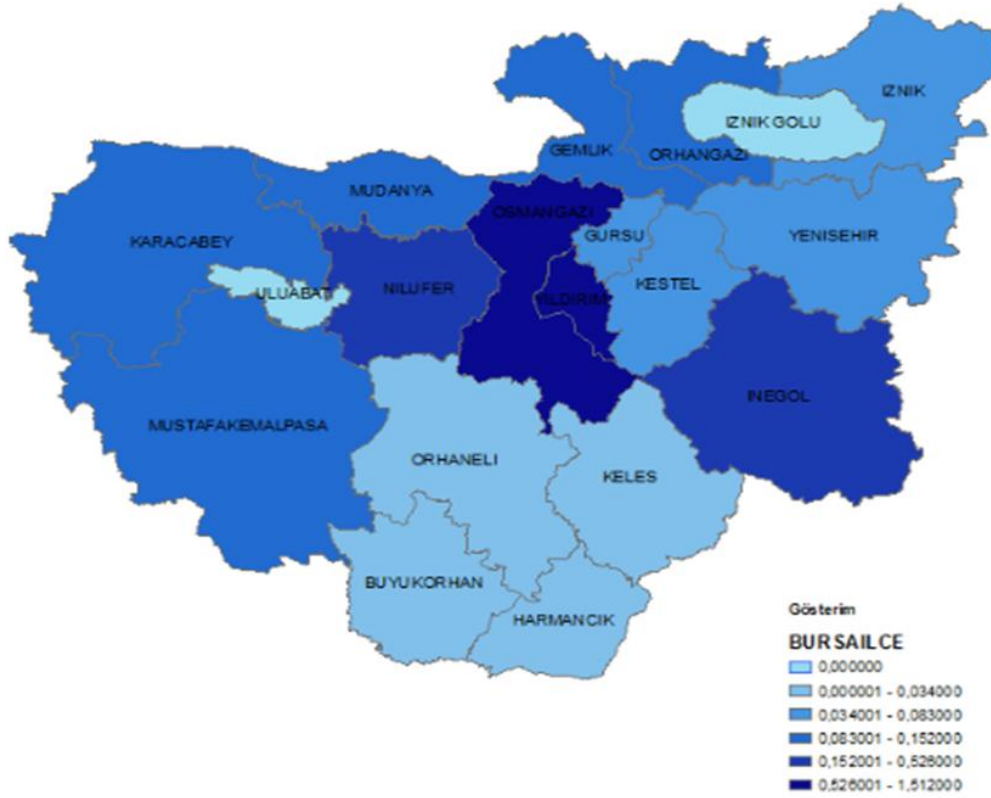 IZNIK
IZNIK GOLU
GEMLIK
ORHANGAZI
MUDANYA
OSMANGAZI
GURSU
YENISEHIR
KARACABEY
ULUABAT
NILUFER
YILDIRIM
KESTEL
INEGOL
MUSTAFAKEMALPASA
ORHANELI
KELES
BUYUKORHAN
HARMANCIK
Gösterim
BURSAILCE
0,000000
0,000001 - 0,034000
0,034001 - 0,083000
0,083001 - 0,152000
0,152001 - 0,526000
0,526001 - 1,512000